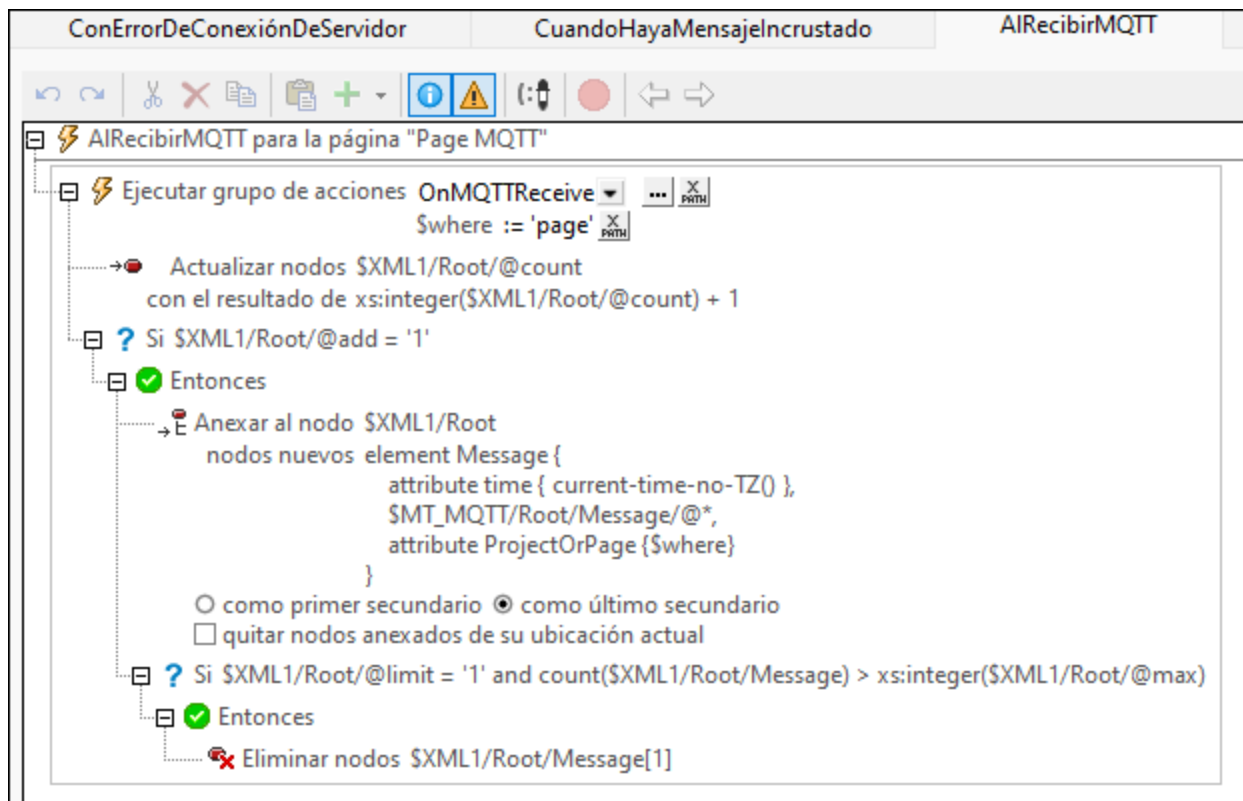 ConErrorDeConexiónDeServidor CuandoHayaMensajeIncrustado AlRecibirMQTT
AlRecibirMQTT para la página "Page MQTT"
Ejecutar grupo de acciones OnMQTTReceive ... X PATH
$where := 'page' X PATH
Actualizar nodos $XML1/Root/@count
con el resultado de xs:integer($XML1/Root/@count) + 1
Si $XML1/Root/@add = '1'
Entonces
Anexar al nodo $XML1/Root
nodos nuevos element Message {
attribute time { current-time-no-TZ() },
$MT_MQTT/Root/Message/@*,
attribute ProjectOrPage {$where}
}
como primer secundario como último secundario
quitar nodos anexados de su ubicación actual
Si $XML1/Root/@limit = '1' and count($XML1/Root/Message) > xs:integer($XML1/Root/@max)
Entonces
Eliminar nodos $XML1/Root/Message[1]